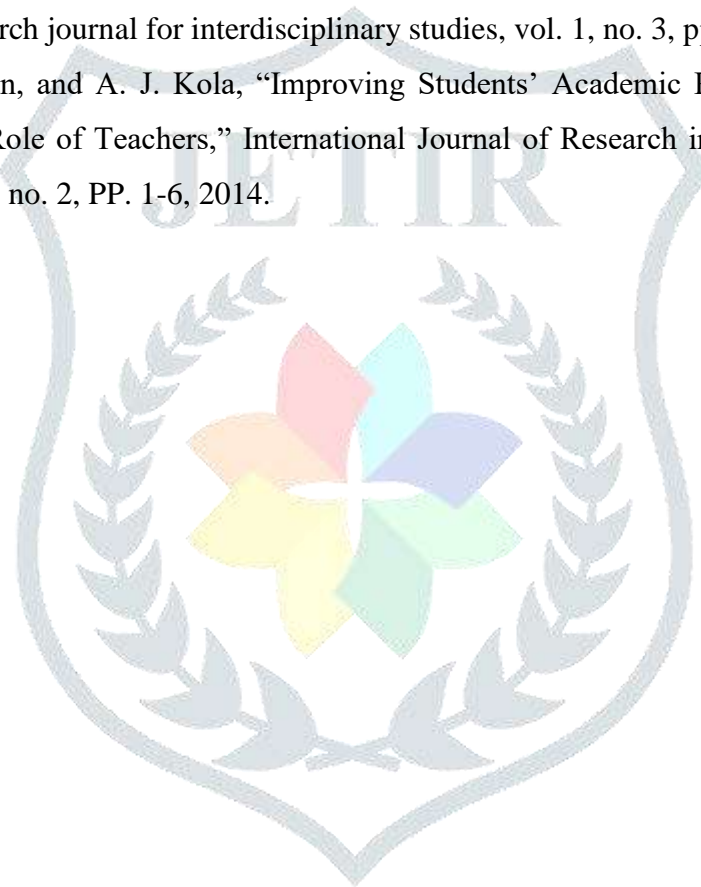 rch journal for interdisciplinary studies, vol. 1, no. 3, p
n, and A. J. Kola, “Improving Students’ Academic
Role of Teachers,” International Journal of Research i
no. 2, PP. 1-6, 2014.
JETIR